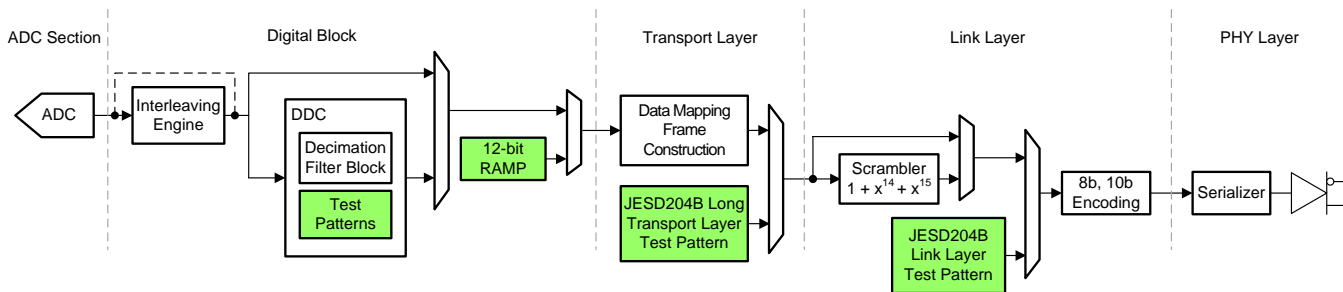 ADC Section
Digital Block
Transport Layer
Link Layer
PHY Layer
ADC
Interleaving
Engine
DDC
Decimation
Filter Block
Test
Patterns
12-bit
RAMP
Data Mapping
Frame
Construction
JESD204B Long
Transport Layer
Test Pattern
Scrambler
1 + x¹⁴ + x¹⁵
JESD204B
Link Layer
Test Pattern
8b, 10b
Encoding
Serializer